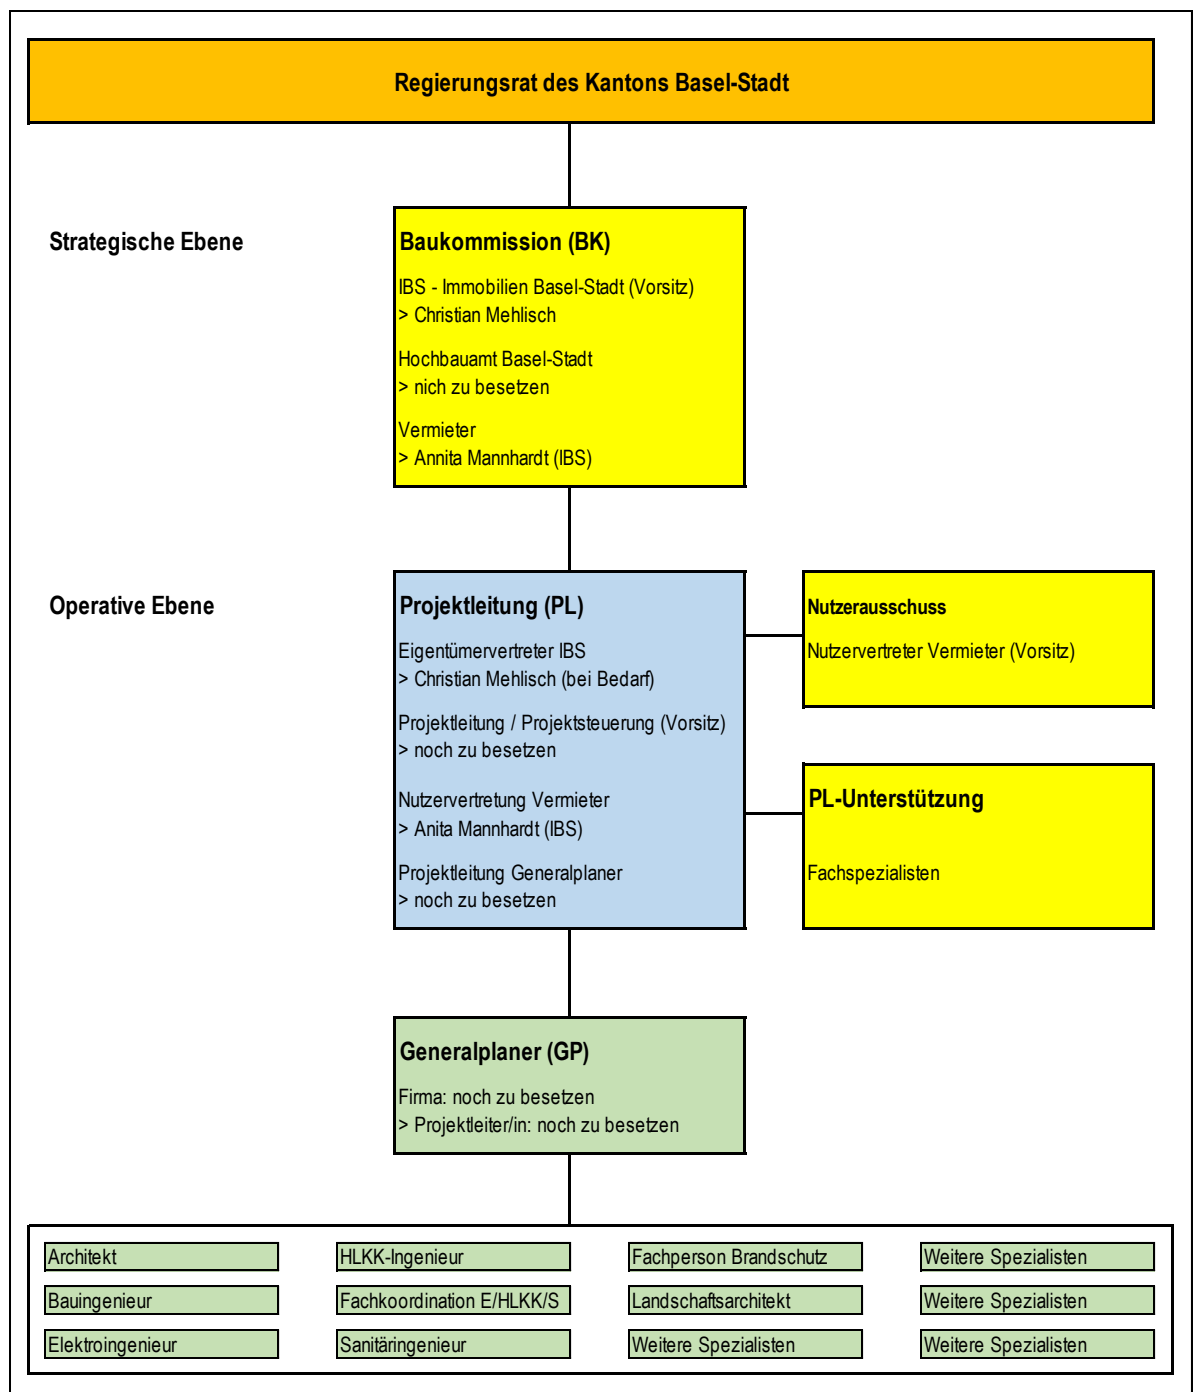 Regierungsrat des Kantons Basel-Stadt
Strategische Ebene
Baukommission (BK)
IBS - Immobilien Basel-Stadt (Vorsitz)
> Christian Mehlisch
Hochbauamt Basel-Stadt
> nich zu besetzen
Vermieter
> Annita Mannhardt (IBS)
Operative Ebene
Projektleitung (PL)
Eigentümervertreter IBS
> Christian Mehlisch (bei Bedarf)
Projektleitung / Projektsteuerung (Vorsitz)
> noch zu besetzen
Nutzervertretung Vermieter
> Anita Mannhardt (IBS)
Projektleitung Generalplaner
> noch zu besetzen
Nutzerausschuss
Nutzervertreter Vermieter (Vorsitz)
PL-Unterstützung
Fachspezialisten
Generalplaner (GP)
Firma: noch zu besetzen
> Projektleiter/in: noch zu besetzen
Architekt
HLKK-Ingenieur
Fachperson Brandschutz
Weitere Spezialisten
Bauingenieur
Fachkoordination E/HLKK/S
Landschaftsarchitekt
Weitere Spezialisten
Elektroingenieur
Sanitäringenieur
Weitere Spezialisten
Weitere Spezialisten